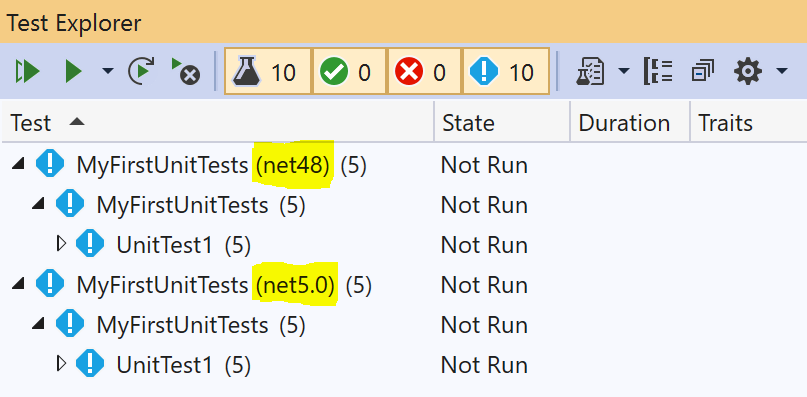 Test Explorer
10 0 0 10
Test State Duration Traits
MyFirstUnitTests (net48) (5) Not Run
MyFirstUnitTests (5) Not Run
UnitTest1 (5) Not Run
MyFirstUnitTests (net5.0) (5) Not Run
MyFirstUnitTests (5) Not Run
UnitTest1 (5) Not Run